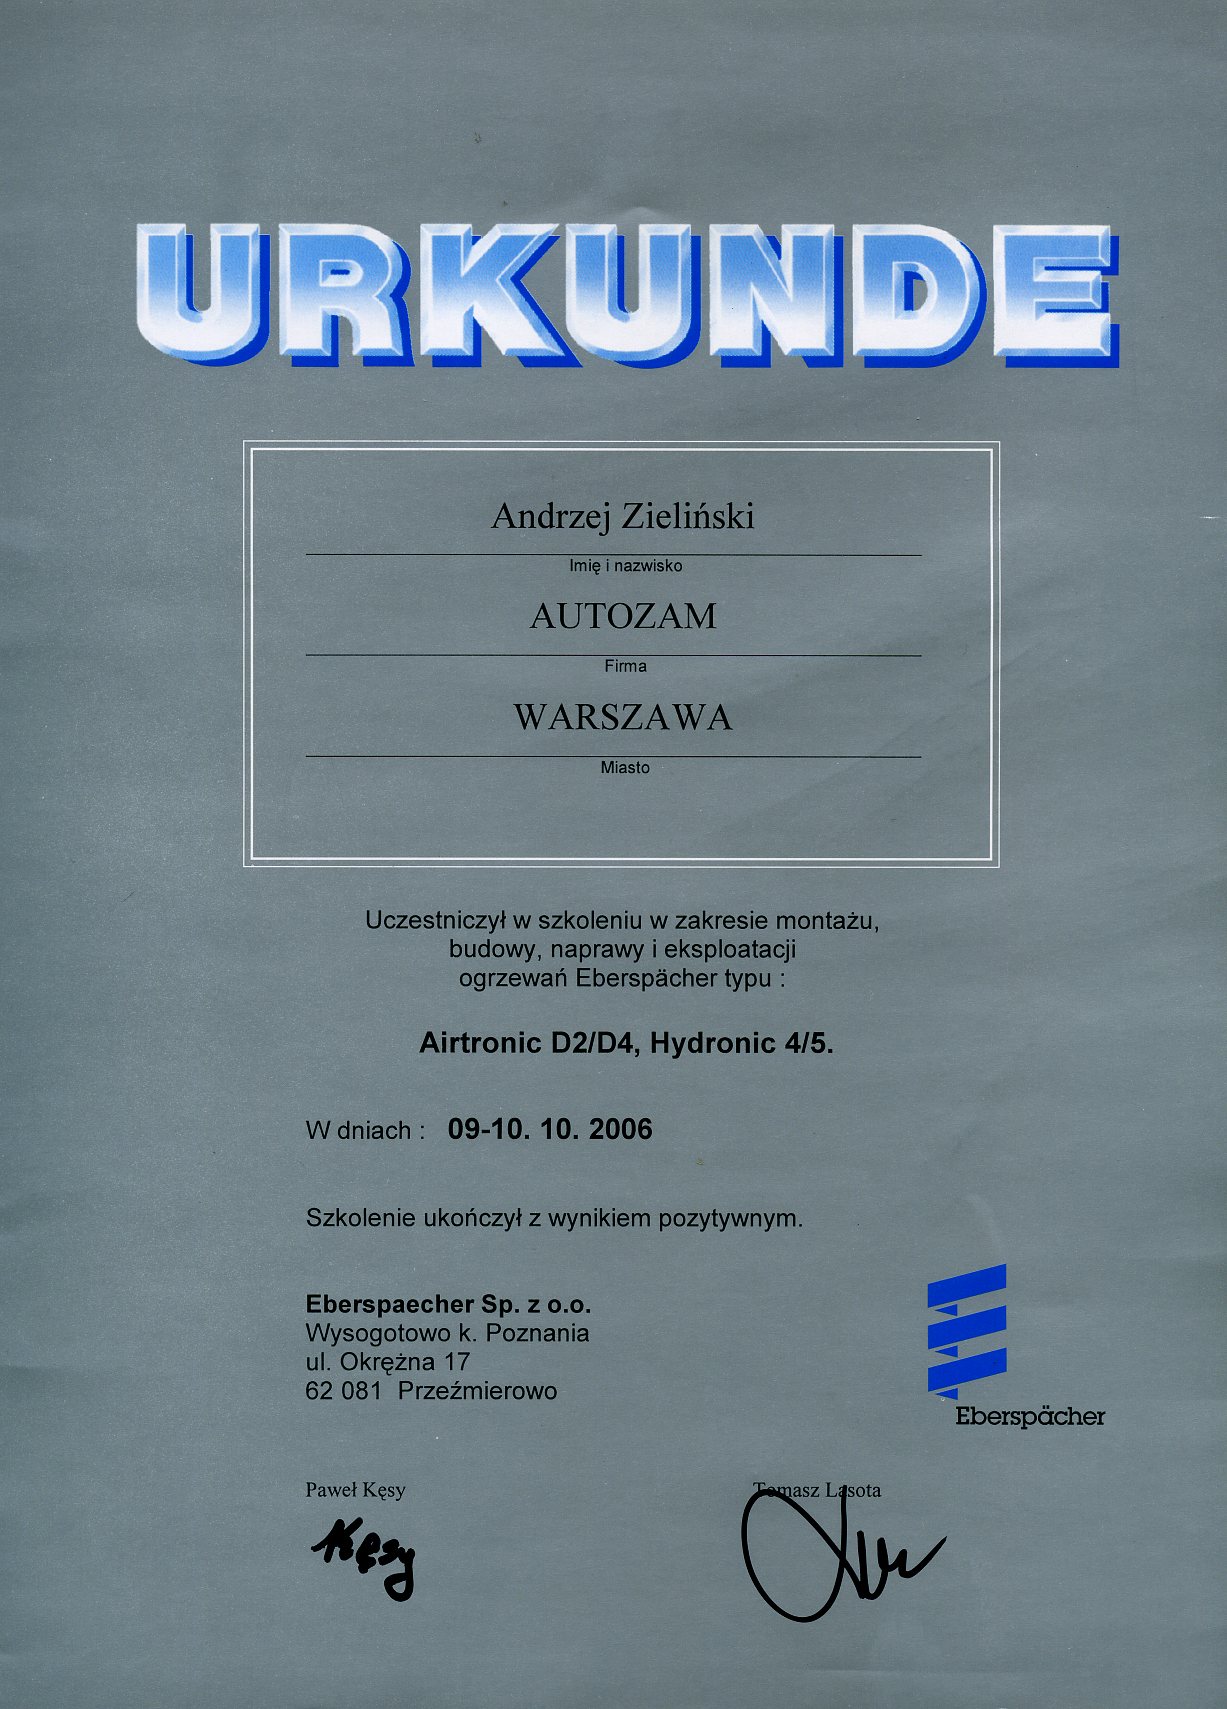 URKUNDE
Andrzej Zieliński
Imię i nazwisko
AUTOZAM
Firma
WARSZAWA
Miasto
Uczestniczył w szkoleniu w zakresie montażu,
budowy, naprawy i eksploatacji
ogrzewań Eberspächer typu :
Airtronic D2/D4, Hydronic 4/5.
W dniach : 09-10. 10. 2006
Szkolenie ukończył z wynikiem pozytywnym.
Eberspaecher Sp. z o.o.
Wysogotowo k. Poznania
ul. Okrężna 17
62 081 Przeźmierowo
Eberspächer
Paweł Kęsy
Tomasz Lasota
Kęsy